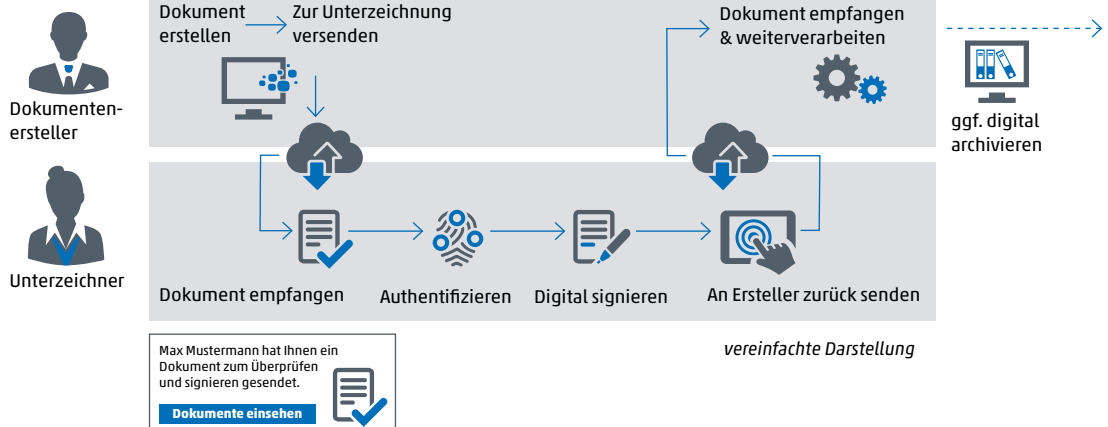 Dokument
erstellen
Zur Unterzeichnung
versenden
Dokument empfangen
& weiterverarbeiten
Dokumenten-
ersteller
ggf. digital
archivieren
Unterzeichner
Dokument empfangen
Authentifizieren
Digital signieren
An Ersteller zurück senden
Max Mustermann hat Ihnen ein
Dokument zum Überprüfen
und signieren gesendet.
Dokumente einsehen
vereinfachte Darstellung